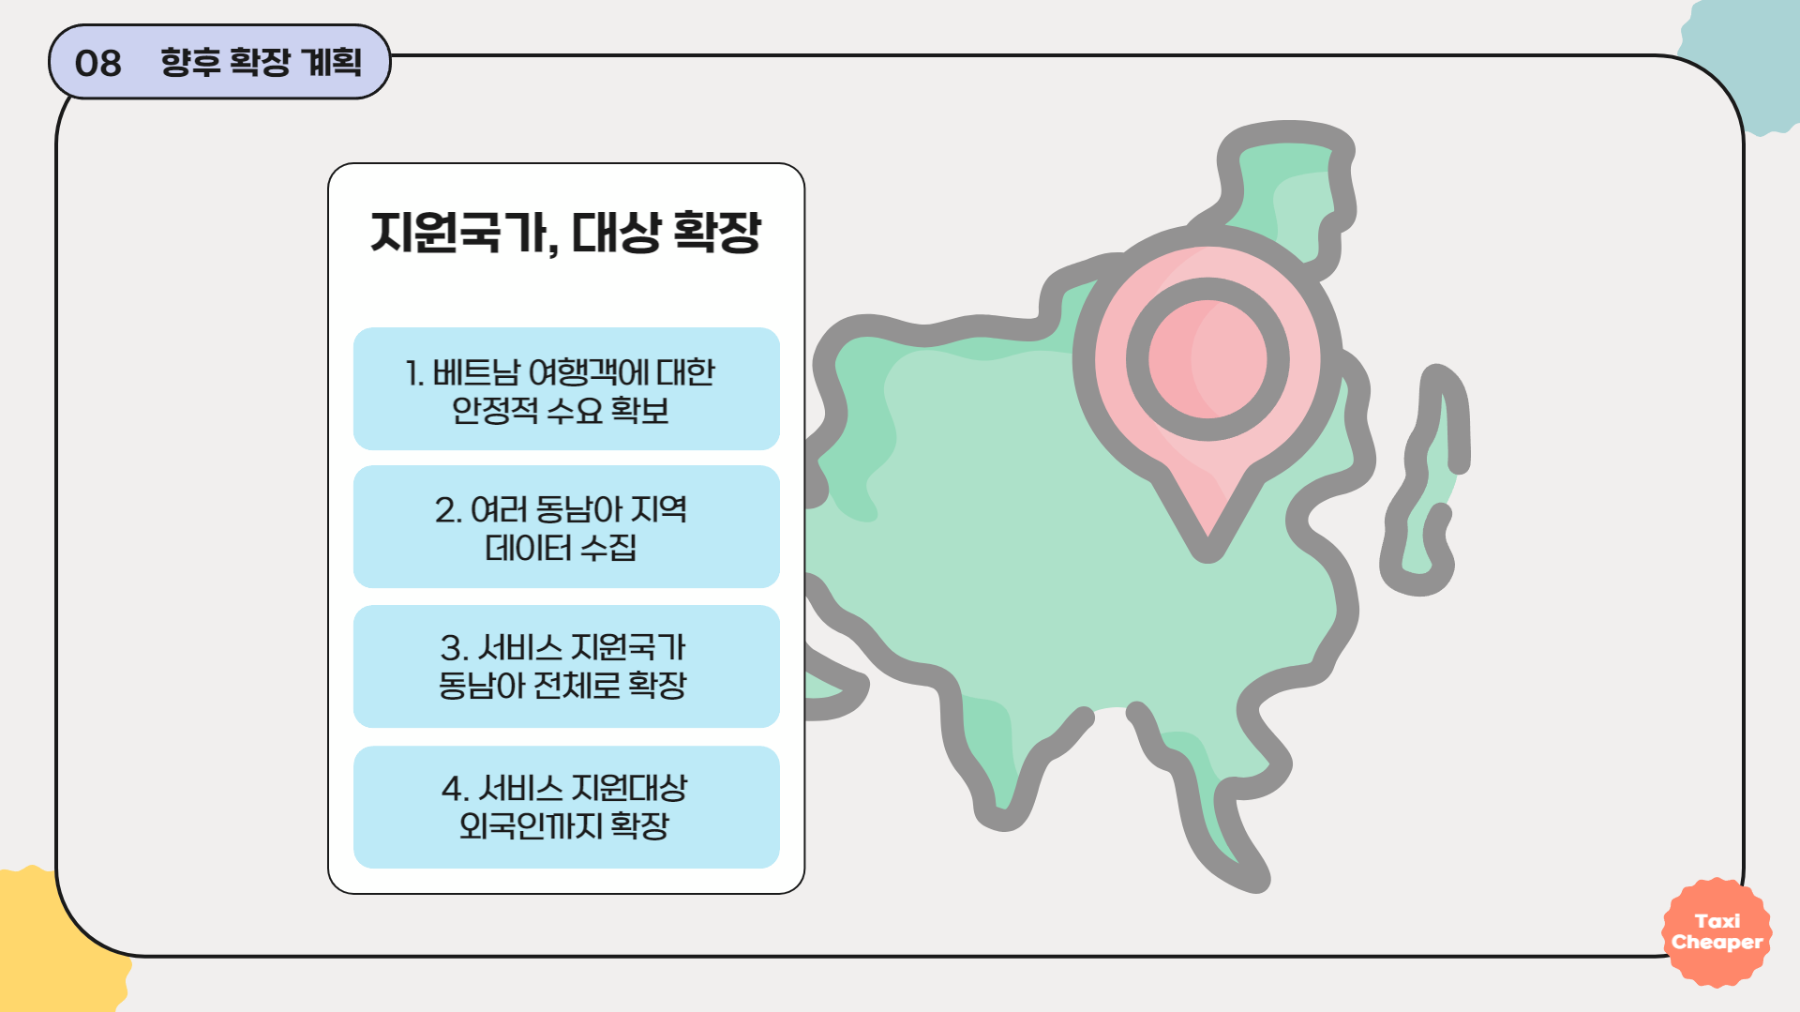 08 향후 확장 계획
지원국가, 대상 확장
1. 베트남 여행객에 대한
안정적 수요 확보
2. 여러 동남아 지역
데이터 수집
3. 서비스 지원국가
동남아 전체로 확장
4. 서비스 지원대상
외국인까지 확장
Taxi
Cheaper